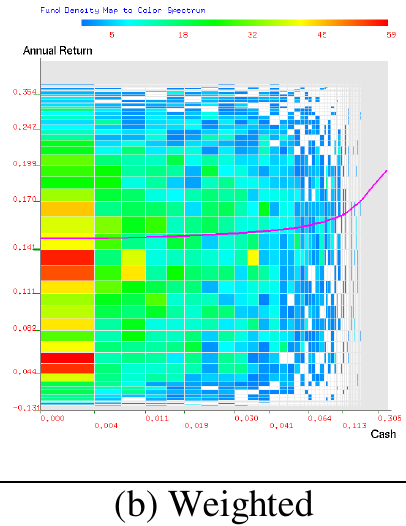 Fund Density Map to Color Spectrum
5 18 32 45 59
Annual Return
0.354
0.247
0.199
0.170
0.141
0.111
0.082
0.044
-0.131
0.000 0.011 0.030 0.064 0.305
0.004 0.019 0.041 0.113
Cash
(b) Weighted